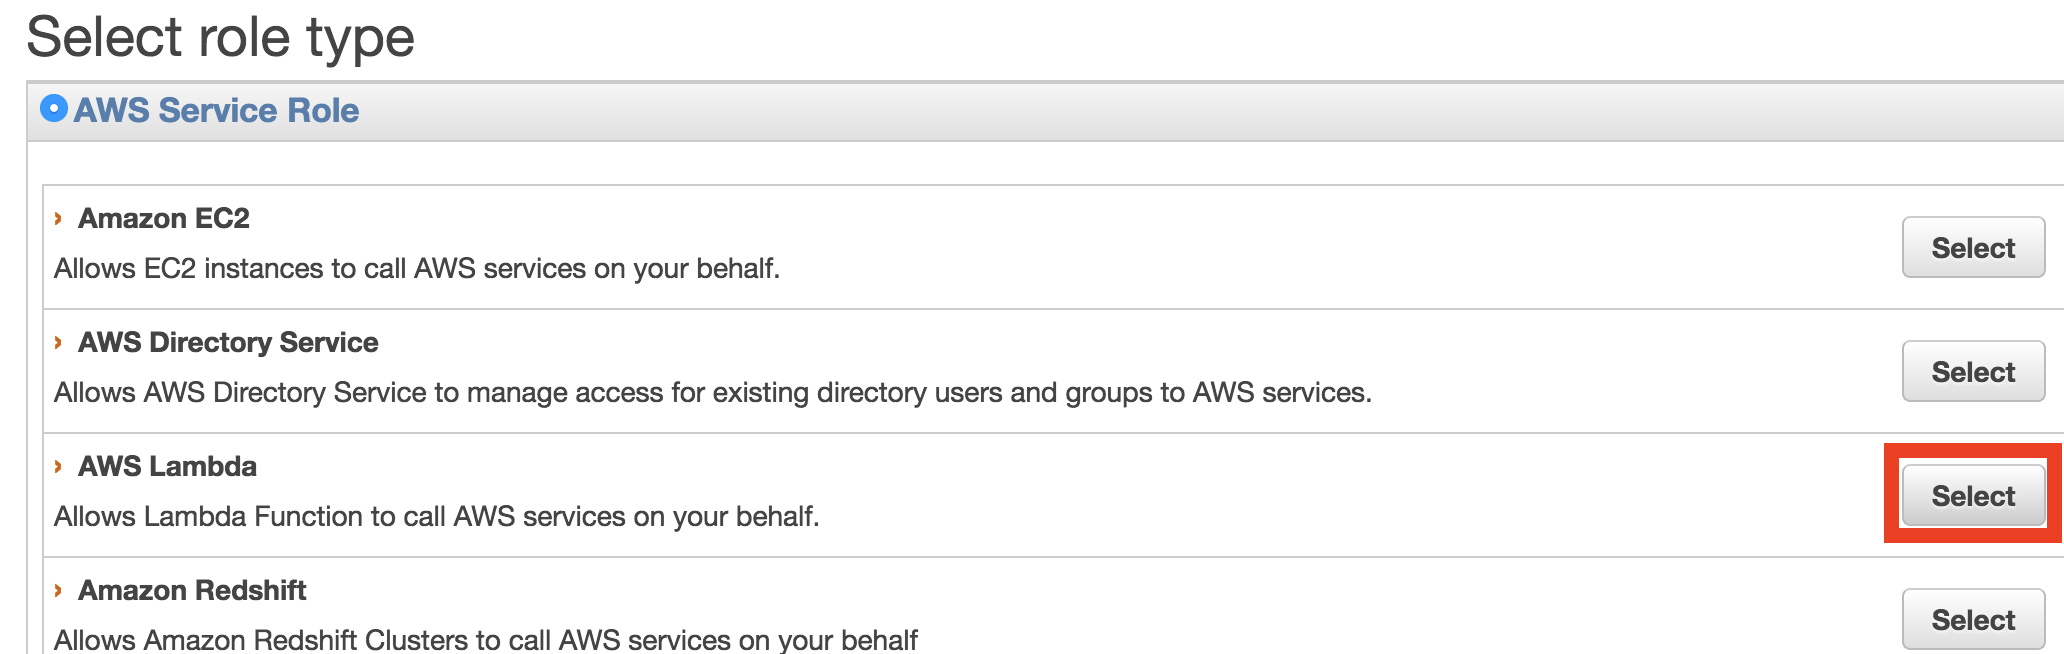 Select role type
AWS Service Role
Amazon EC2
Select
Allows EC2 instances to call AWS services on your behalf.
AWS Directory Service
Select
Allows AWS Directory Service to manage access for existing directory users and groups to AWS services.
AWS Lambda
Select
Allows Lambda Function to call AWS services on your behalf.
Amazon Redshift
Select
Allows Amazon Redshift Clusters to call AWS services on your behalf